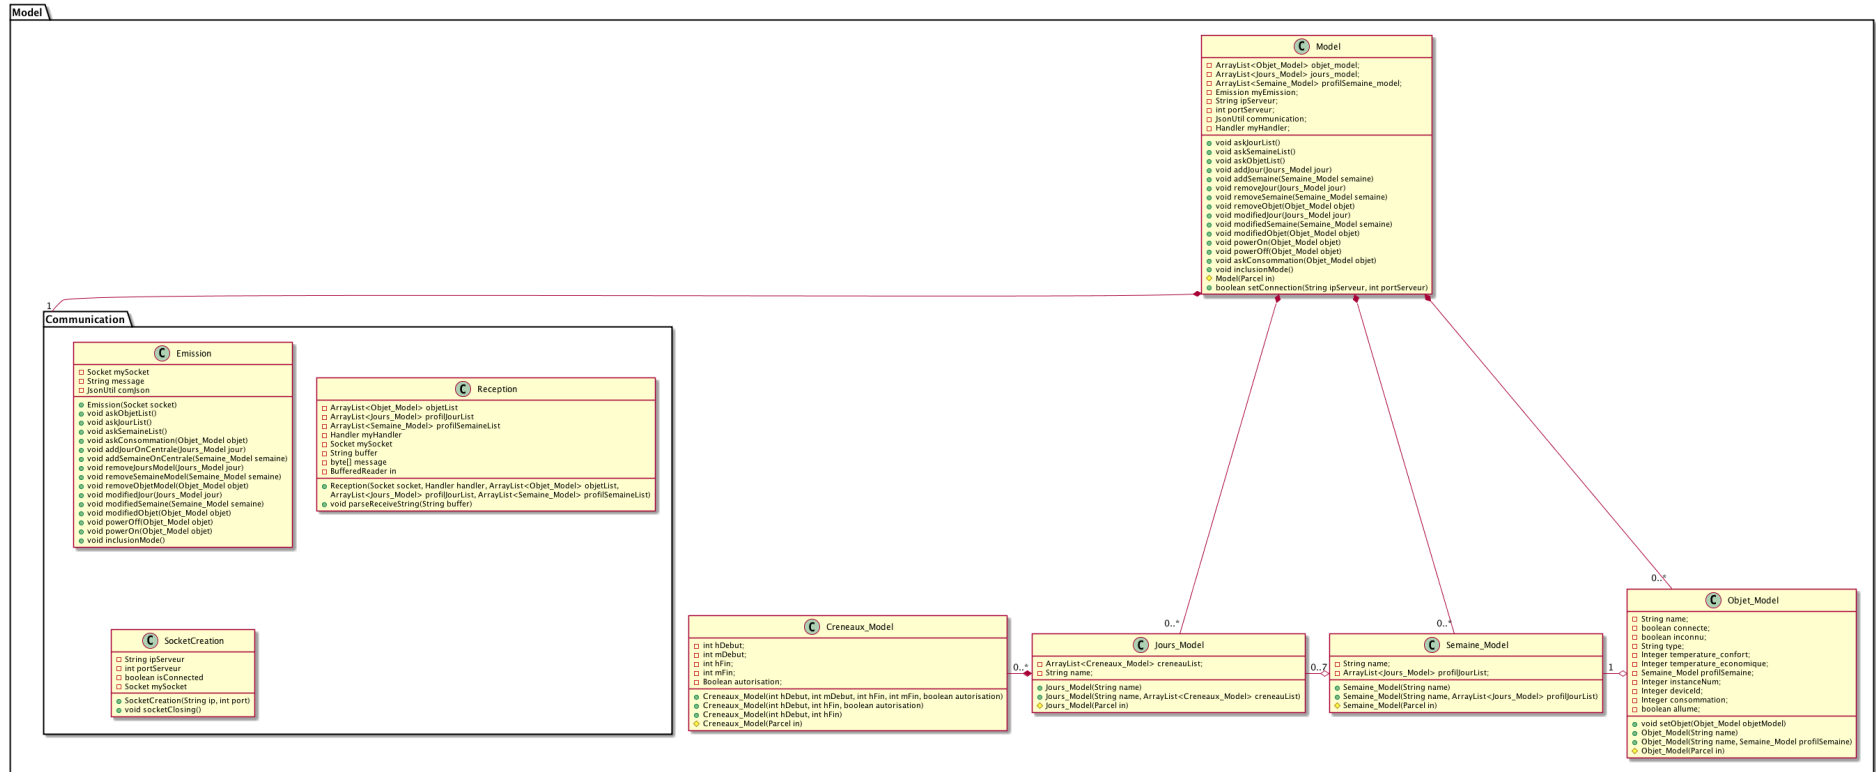 Model
C Model
ArrayList<Objet_Model> objet_model;
ArrayList<Jours_Model> jours_model;
ArrayList<Semaine_Model> profilSemaine_model;
Emission myEmission;
String ipServeur;
int portServeur;
JsonUtil communication;
Handler myHandler;
void askJourList()
void askSemaineList()
void askObjetList()
void addJour(Jours_Model jour)
void addSemaine(Semaine_Model semaine)
void removeJour(Jours_Model jour)
void removeSemaine(Semaine_Model semaine)
void removeObjet(Objet_Model objet)
void modifiedJour(Jours_Model jour)
void modifiedSemaine(Semaine_Model semaine)
void modifiedObjet(Objet_Model objet)
void powerOn(Objet_Model objet)
void powerOff(Objet_Model objet)
void askConsommation(Objet_Model objet)
void inclusionMode()
Model(Parcel in)
boolean setConnection(String ipServeur, int portServeur)
1
Communication
C Emission
Socket mySocket
String message
JsonUtil comJson
Emission(Socket socket)
void askObjetList()
void askJourList()
void askSemaineList()
void askConsommation(Objet_Model objet)
void addJourOnCentrale(Jours_Model jour)
void addSemaineOnCentrale(Semaine_Model semaine)
void removeJoursModel(Jours_Model jour)
void removeSemaineModel(Semaine_Model semaine)
void removeObjetModel(Objet_Model objet)
void modifiedJour(Jours_Model jour)
void modifiedSemaine(Semaine_Model semaine)
void modifiedObjet(Objet_Model objet)
void powerOff(Objet_Model objet)
void powerOn(Objet_Model objet)
void inclusionMode()
C Reception
ArrayList<Objet_Model> objetList
ArrayList<Jours_Model> profilJourList
ArrayList<Semaine_Model> profilSemaineList
Handler myHandler
Socket mySocket
String buffer
byte[] message
BufferedReader in
Reception(Socket socket, Handler handler, ArrayList<Objet_Model> objetList,
ArrayList<Jours_Model> profilJourList, ArrayList<Semaine_Model> profilSemaineList)
void parseReceiveString(String buffer)
C SocketCreation
String ipServeur
int portServeur
boolean isConnected
Socket mySocket
SocketCreation(String ip, int port)
void socketClosing()
C Creneaux_Model
int hDebut;
int mDebut;
int hFin;
int mFin;
Boolean autorisation;
Creneaux_Model(int hDebut, int mDebut, int hFin, int mFin, boolean autorisation)
Creneaux_Model(int hDebut, int hFin, boolean autorisation)
Creneaux_Model(int hDebut, int hFin)
Creneaux_Model(Parcel in)
0..*
0..*
C Jours_Model
ArrayList<Creneaux_Model> creneauList;
String name;
Jours_Model(String name)
Jours_Model(String name, ArrayList<Creneaux_Model> creneauList)
Jours_Model(Parcel in)
0..7
0..*
C Semaine_Model
String name;
ArrayList<Jours_Model> profilJourList;
Semaine_Model(String name)
Semaine_Model(String name, ArrayList<Jours_Model> profilJourList)
Semaine_Model(Parcel in)
1
0..*
C Objet_Model
String name;
boolean connecte;
boolean inconnu;
String type;
Integer temperature_confort;
Integer temperature_economique;
Semaine_Model profilSemaine;
Integer instanceNum;
Integer deviceId;
Integer consommation;
boolean allume;
void setObjet(Objet_Model objetModel)
Objet_Model(String name)
Objet_Model(String name, Semaine_Model profilSemaine)
Objet_Model(Parcel in)